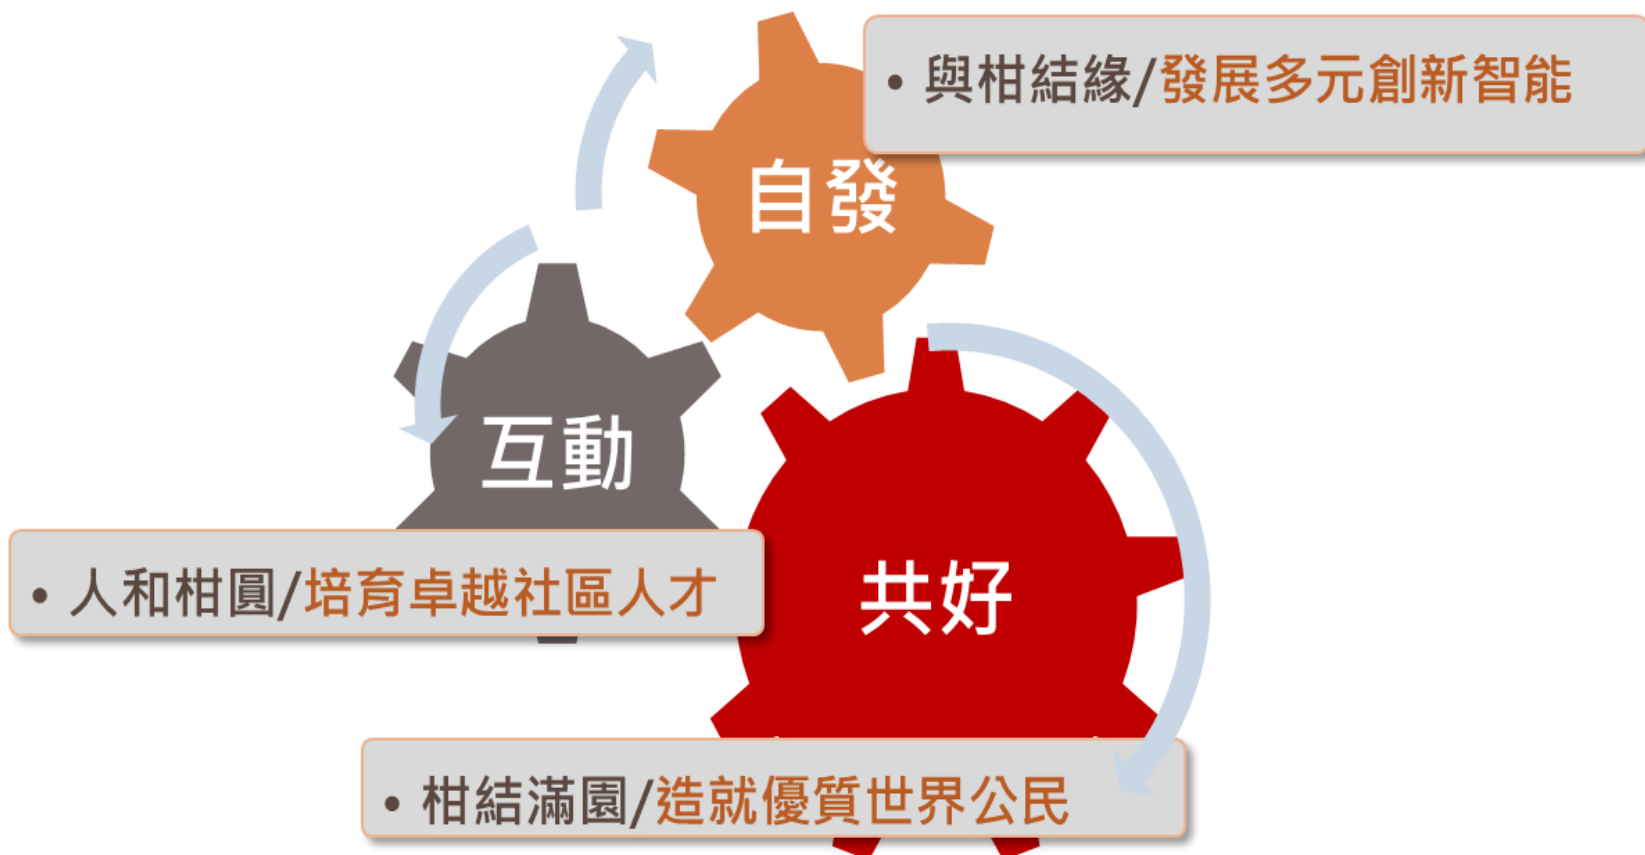 • 與柑結緣/發展多元創新智能
自發
互動
• 人和柑圓/培育卓越社區人才
共好
• 柑結滿園/造就優質世界公民